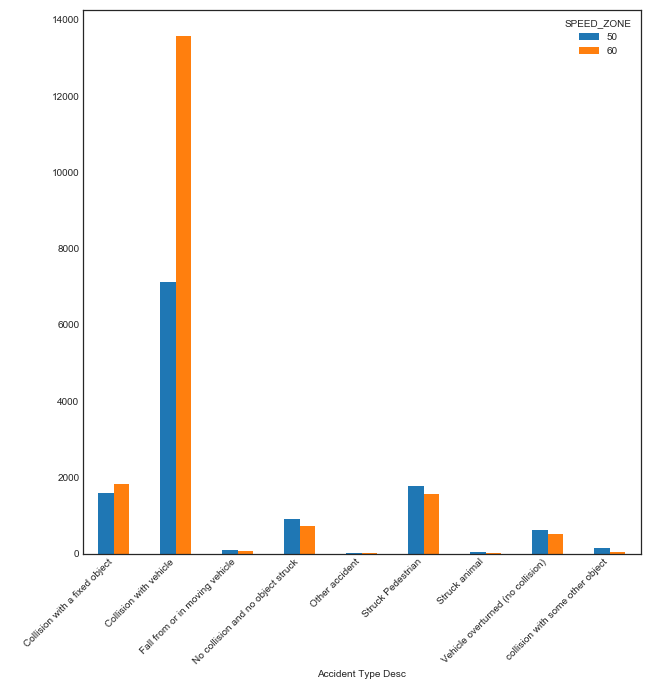 SPEED_ZONE
50
60
14000
12000
10000
8000
6000
4000
2000
0
Collision with a fixed object
Collision with vehicle
Fall from or in moving vehicle
No collision and no object struck
Other accident
Struck Pedestrian
Struck animal
Vehicle overturned (no collision)
collision with some other object
Accident Type Desc